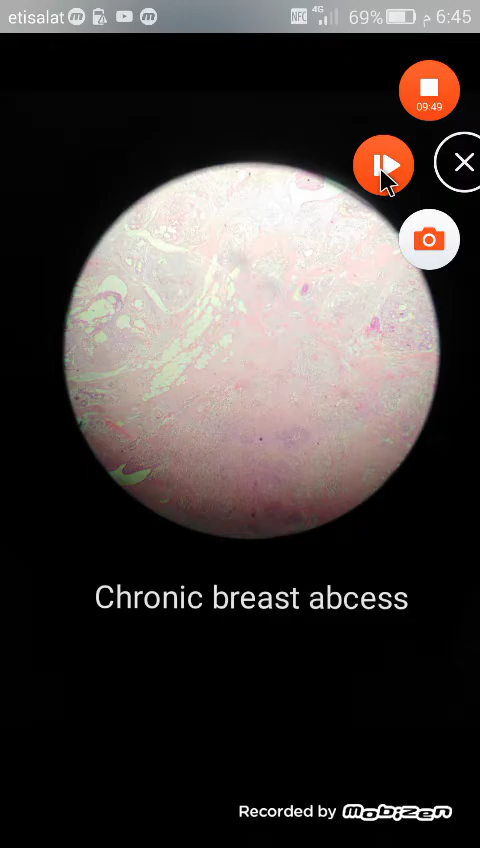 etisalat NFC 4G 69% م 6:45
09:49
Chronic breast abcess
Recorded by mobizen